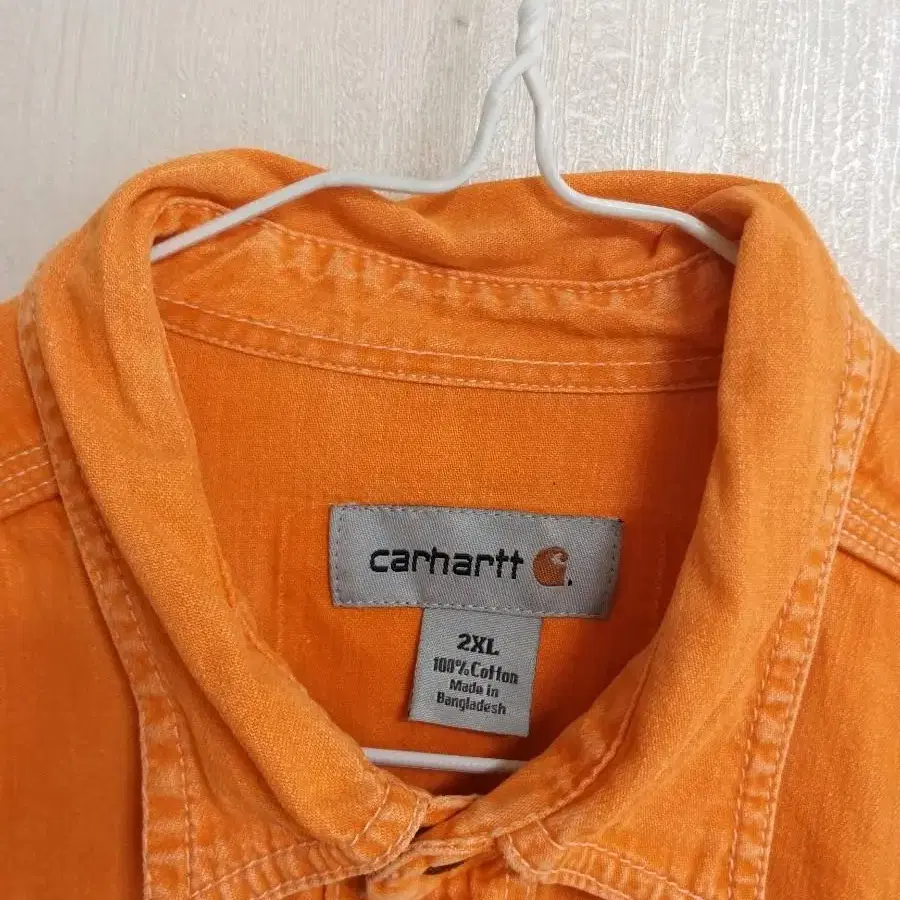 carhartt
2XL
100% Cotton
Made in
Bangladesh